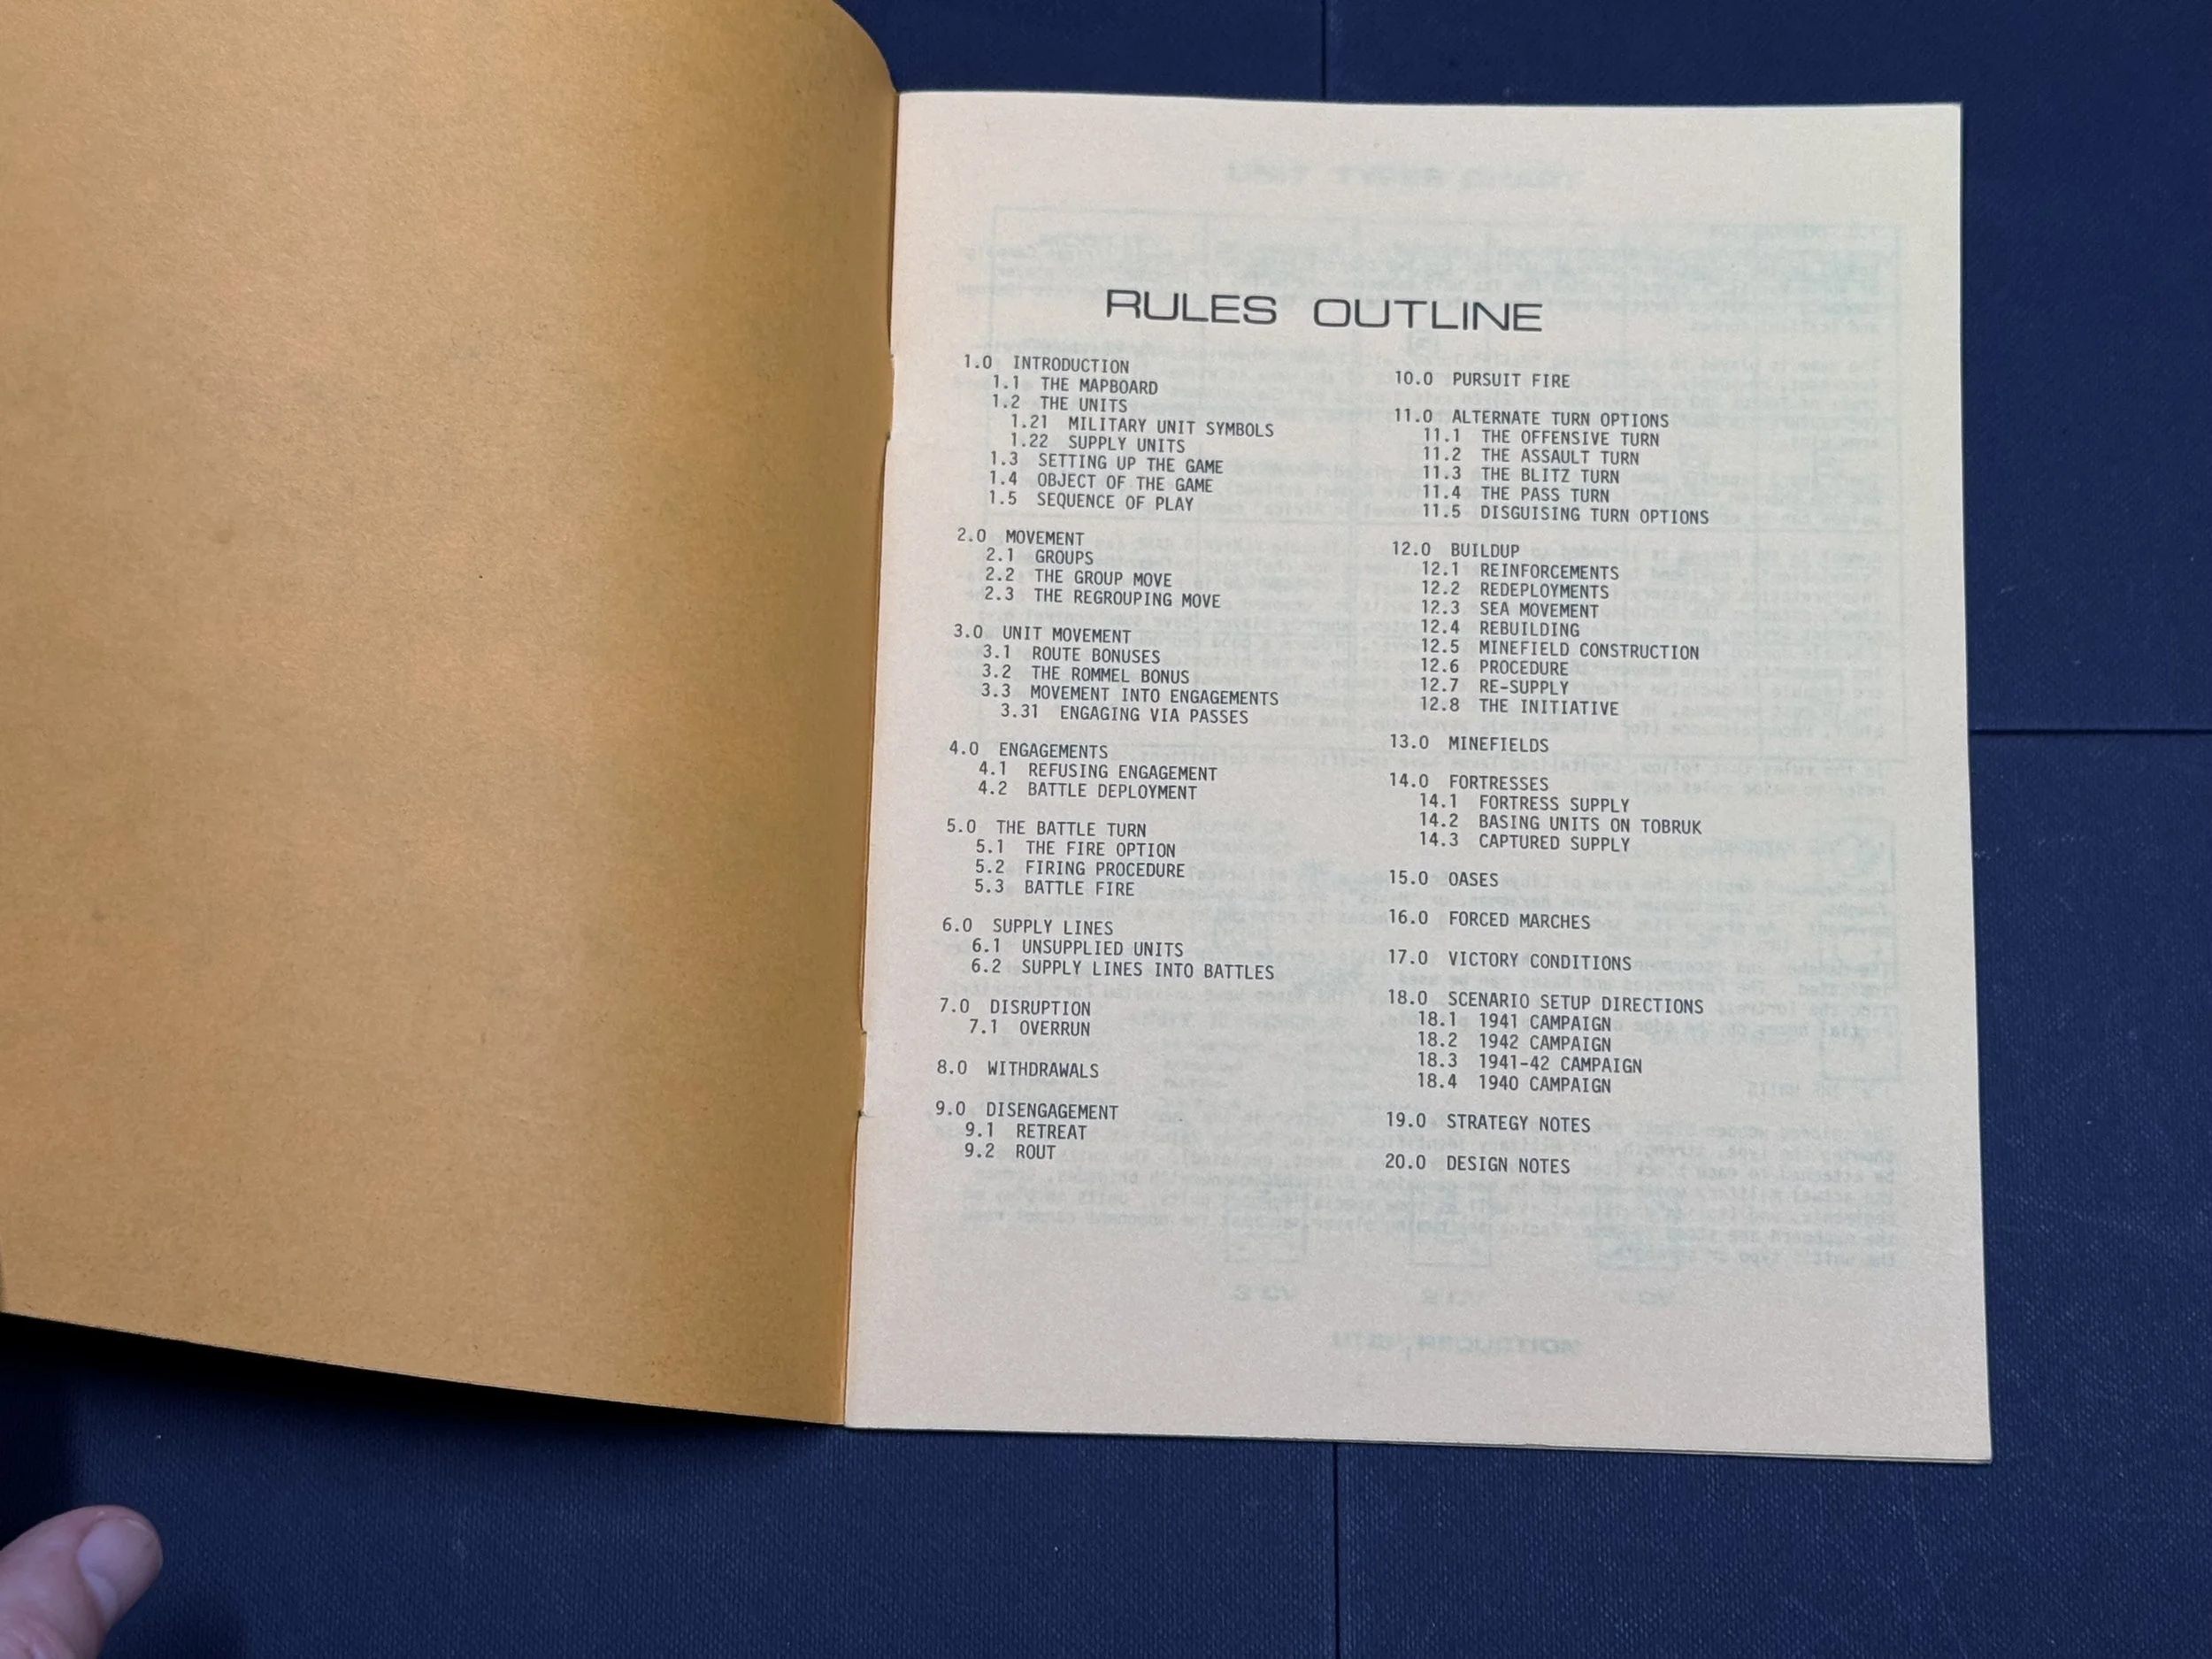 RULES OUTLINE
1.0 INTRODUCTION
1.1 THE MAPBOARD
1.2 THE UNITS
1.21 MILITARY UNIT SYMBOLS
1.22 SUPPLY UNITS
1.3 SETTING UP THE GAME
1.4 OBJECT OF THE GAME
1.5 SEQUENCE OF PLAY
2.0 MOVEMENT
2.1 GROUPS
2.2 THE GROUP MOVE
2.3 THE REGROUPING MOVE
3.0 UNIT MOVEMENT
3.1 ROUTE BONUSES
3.2 THE ROMMEL BONUS
3.3 MOVEMENT INTO ENGAGEMENTS
3.31 ENGAGING VIA PASSES
4.0 ENGAGEMENTS
4.1 REFUSING ENGAGEMENT
4.2 BATTLE DEPLOYMENT
5.0 THE BATTLE TURN
5.1 THE FIRE OPTION
5.2 FIRING PROCEDURE
5.3 BATTLE FIRE
6.0 SUPPLY LINES
6.1 UNSUPPLIED UNITS
6.2 SUPPLY LINES INTO BATTLES
7.0 DISRUPTION
7.1 OVERRUN
8.0 WITHDRAWALS
9.0 DISENGAGEMENT
9.1 RETREAT
9.2 ROUT
10.0 PURSUIT FIRE
11.0 ALTERNATE TURN OPTIONS
11.1 THE OFFENSIVE TURN
11.2 THE ASSAULT TURN
11.3 THE BLITZ TURN
11.4 THE PASS TURN
11.5 DISGUISING TURN OPTIONS
12.0 BUILDUP
12.1 REINFORCEMENTS
12.2 REDEPLOYMENTS
12.3 SEA MOVEMENT
12.4 REBUILDING
12.5 MINEFIELD CONSTRUCTION
12.6 PROCEDURE
12.7 RE-SUPPLY
12.8 THE INITIATIVE
13.0 MINEFIELDS
14.0 FORTRESSES
14.1 FORTRESS SUPPLY
14.2 BASING UNITS ON TOBRUK
14.3 CAPTURED SUPPLY
15.0 OASES
16.0 FORCED MARCHES
17.0 VICTORY CONDITIONS
18.0 SCENARIO SETUP DIRECTIONS
18.1 1941 CAMPAIGN
18.2 1942 CAMPAIGN
18.3 1941-42 CAMPAIGN
18.4 1940 CAMPAIGN
19.0 STRATEGY NOTES
20.0 DESIGN NOTES